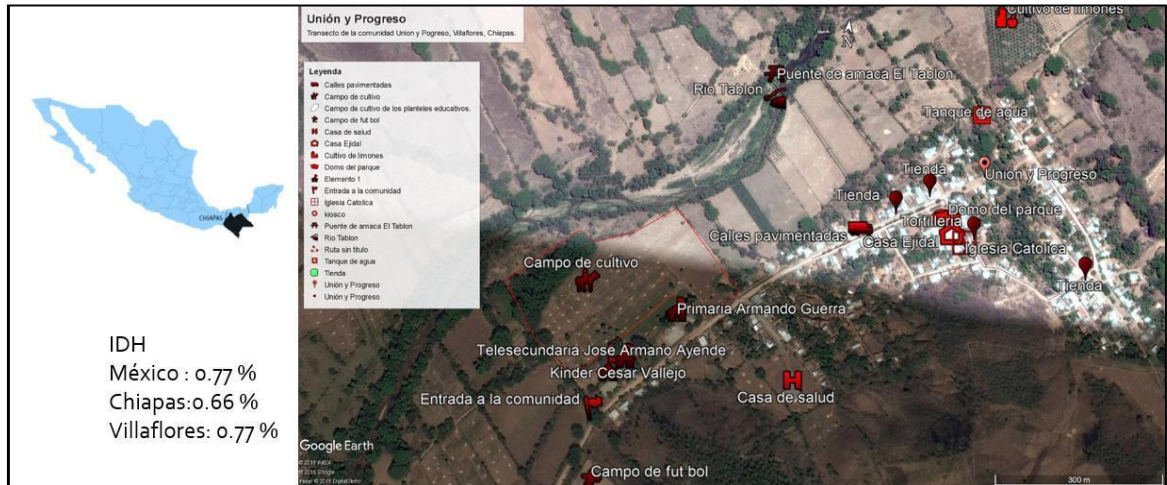 CHIAPAS
IDH
México : 0.77 %
Chiapas:0.66 %
Villaflores: 0.77 %
Unión y Progreso
Transecto de la comunidad Union y Pogreso, Villaflores, Chiapas.
Leyenda
Calles pavimentadas
Campo de cultivo
Campo de cultivo de los planteles educativos.
Campo de fut bol
Casa de salud
Casa Ejidal
Cultivo de limones
Domo del parque
Elemento 1
Entrada a la comunidad
Iglesia Catolica
kiosco
Puente de amaca El Tablon
Rio Tablon
Ruta sin titulo
Tanque de agua
Tienda
Unión y Progreso
Unión y Progreso
Cultivo de limones
N
Puente de amaca El Tablon
Rio Tablon
Tanque de agua
Unión y Progreso
Tienda
Tienda
Domo del parque
Tortilleria
Calles pavimentadas
Casa Ejidal
Iglesia Catolica
Tienda
Campo de cultivo
Primaria Armando Guerra
Telesecundaria Jose Armano Ayende
Kinder Cesar Vallejo
Casa de salud
Entrada a la comunidad
Google Earth
Campo de fut bol
300 m